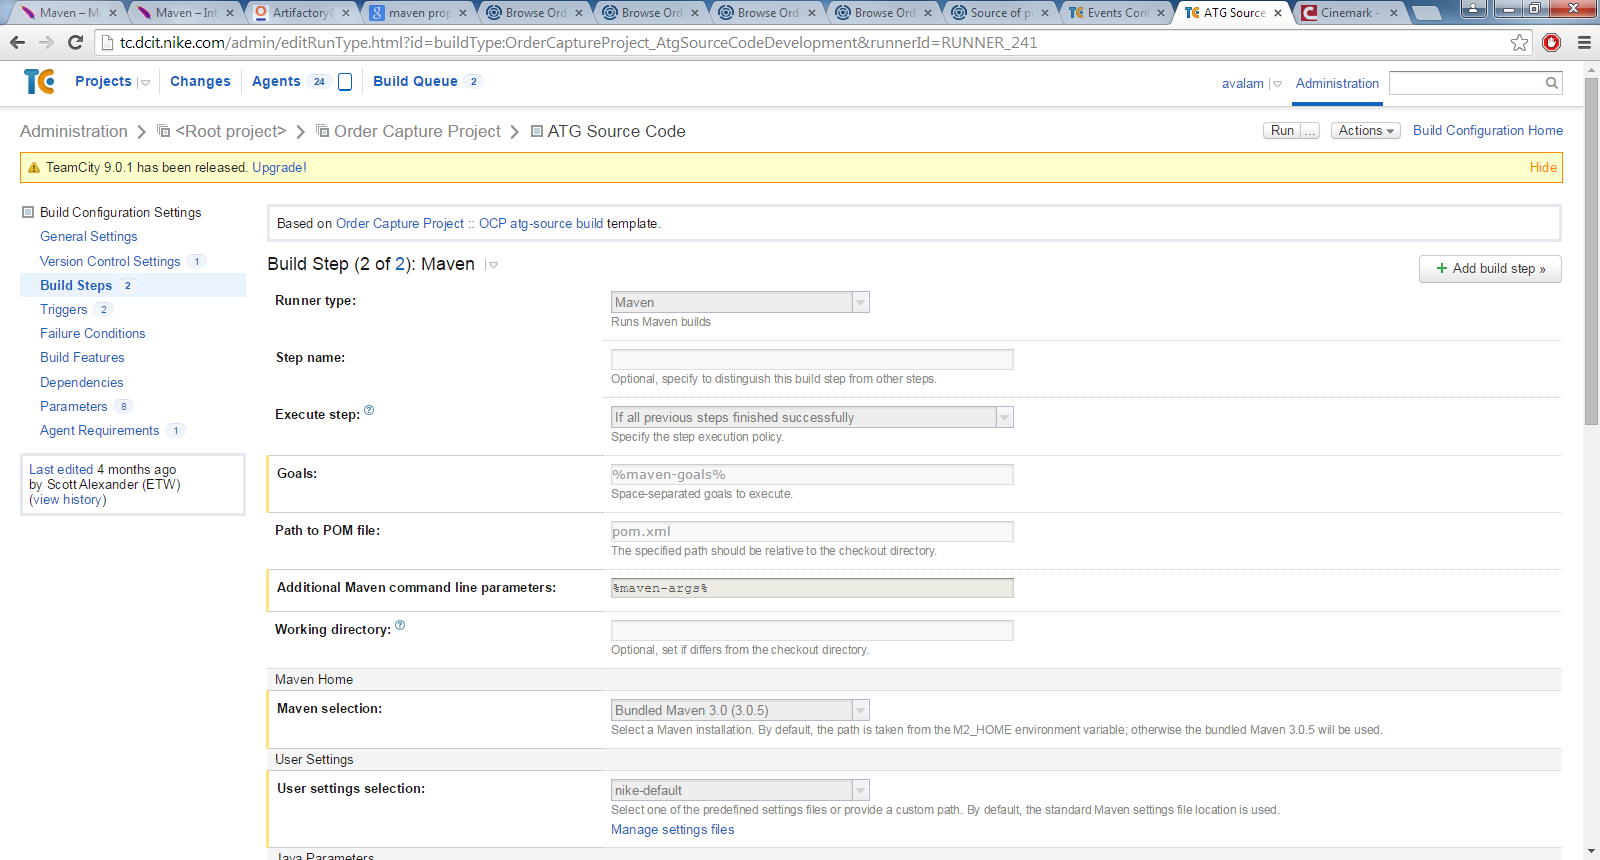 Maven – M
Maven – Int
Artifactory
maven prop
Browse Ord
Browse Ord
Browse Ord
Browse Ord
Source of p
Events Conf
ATG Source
Cinemark -
tc.dcit.nike.com/admin/editRunType.html?id=buildType:OrderCaptureProject_AtgSourceCodeDevelopment&runnerId=RUNNER_241
TC Projects Changes Agents 24 Build Queue 2
avalam Administration
Administration <Root project> Order Capture Project ATG Source Code
Run ... Actions Build Configuration Home
TeamCity 9.0.1 has been released. Upgrade! Hide
Build Configuration Settings
General Settings
Version Control Settings 1
Build Steps 2
Triggers 2
Failure Conditions
Build Features
Dependencies
Parameters 8
Agent Requirements 1
Last edited 4 months ago
by Scott Alexander (ETW)
(view history)
Based on Order Capture Project :: OCP atg-source build template.
Build Step (2 of 2): Maven
+ Add build step »
Runner type: Maven
Runs Maven builds
Step name:
Optional, specify to distinguish this build step from other steps.
Execute step: ? If all previous steps finished successfully
Specify the step execution policy.
Goals: %maven-goals%
Space-separated goals to execute.
Path to POM file: pom.xml
The specified path should be relative to the checkout directory.
Additional Maven command line parameters: %maven-args%
Working directory: ?
Optional, set if differs from the checkout directory.
Maven Home
Maven selection: Bundled Maven 3.0 (3.0.5)
Select a Maven installation. By default, the path is taken from the M2_HOME environment variable; otherwise the bundled Maven 3.0.5 will be used.
User Settings
User settings selection: nike-default
Select one of the predefined settings files or provide a custom path. By default, the standard Maven settings file location is used.
Manage settings files
Java Parameters